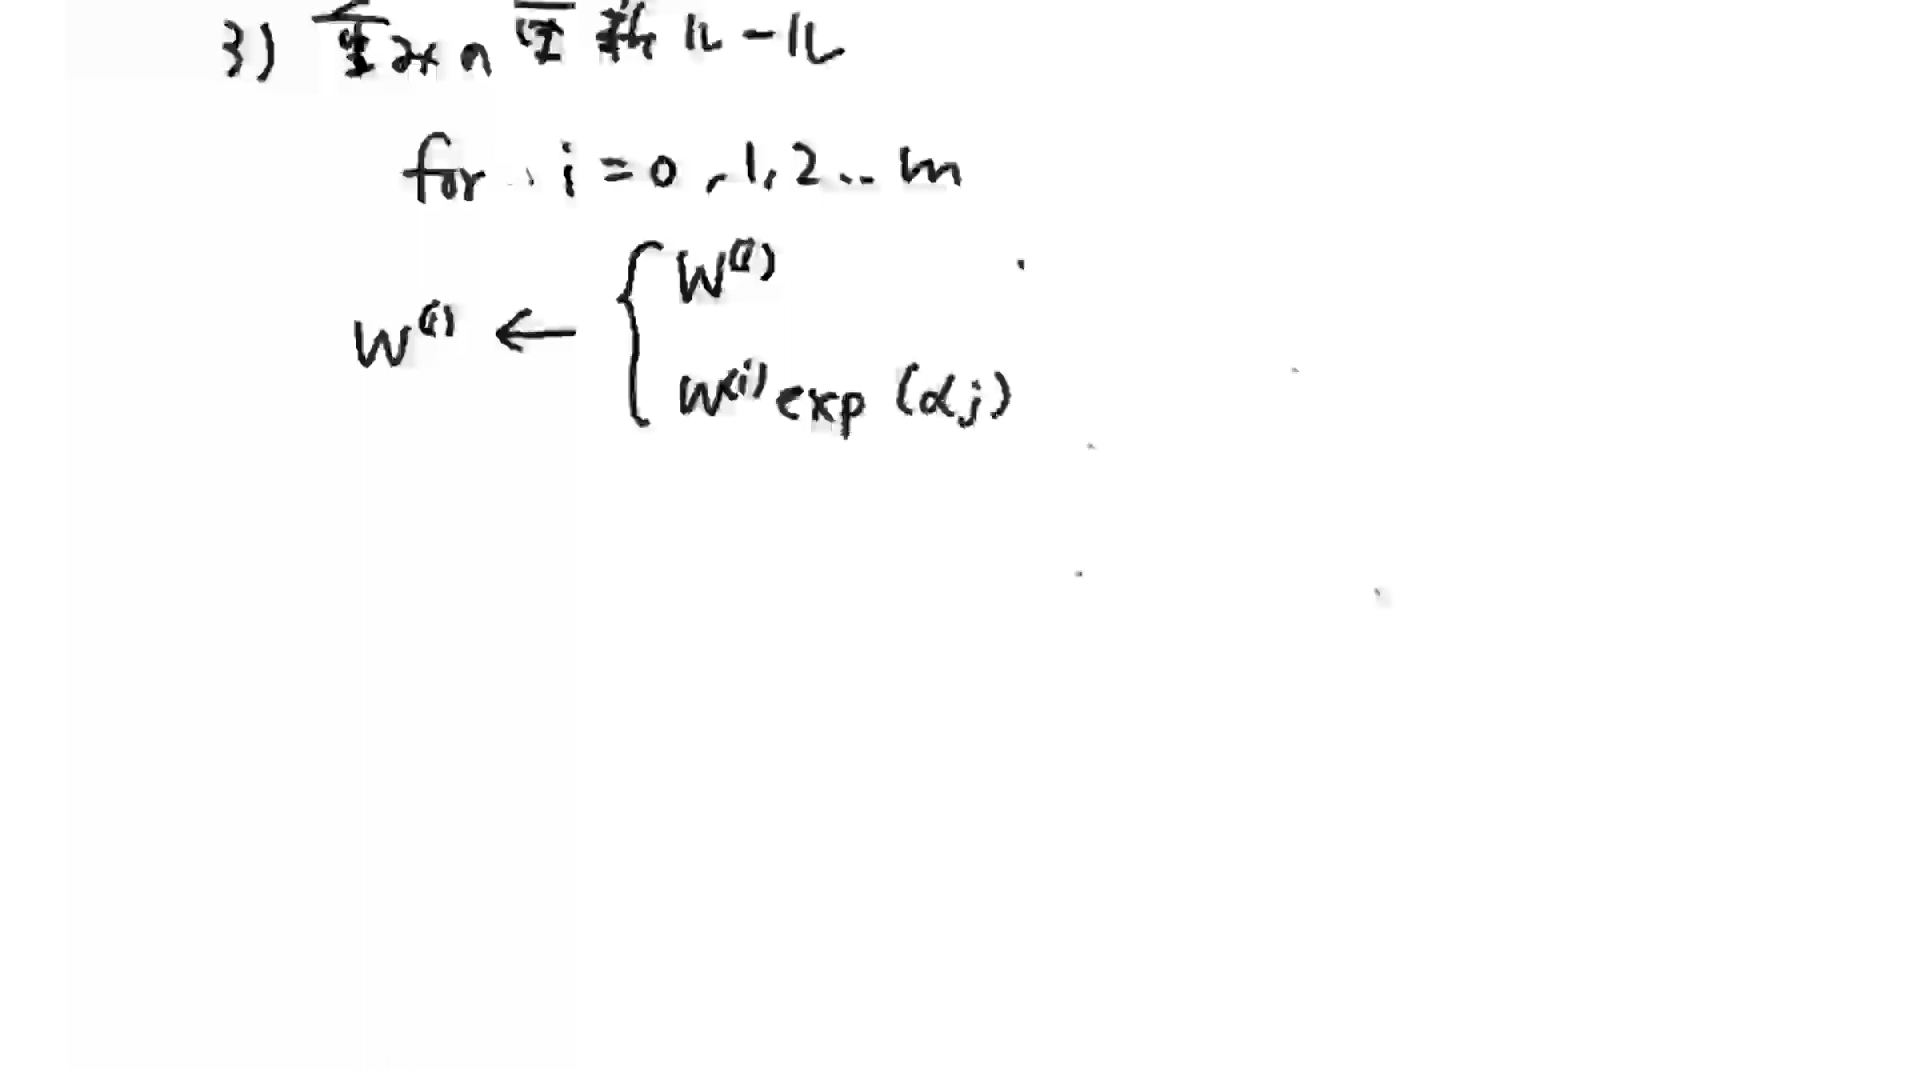 3) 重みの更新ルール
for i = 0, 1, 2.. m
w⁽ⁱ⁾ ← { w⁽ⁱ⁾
w⁽ⁱ⁾ exp (αj)